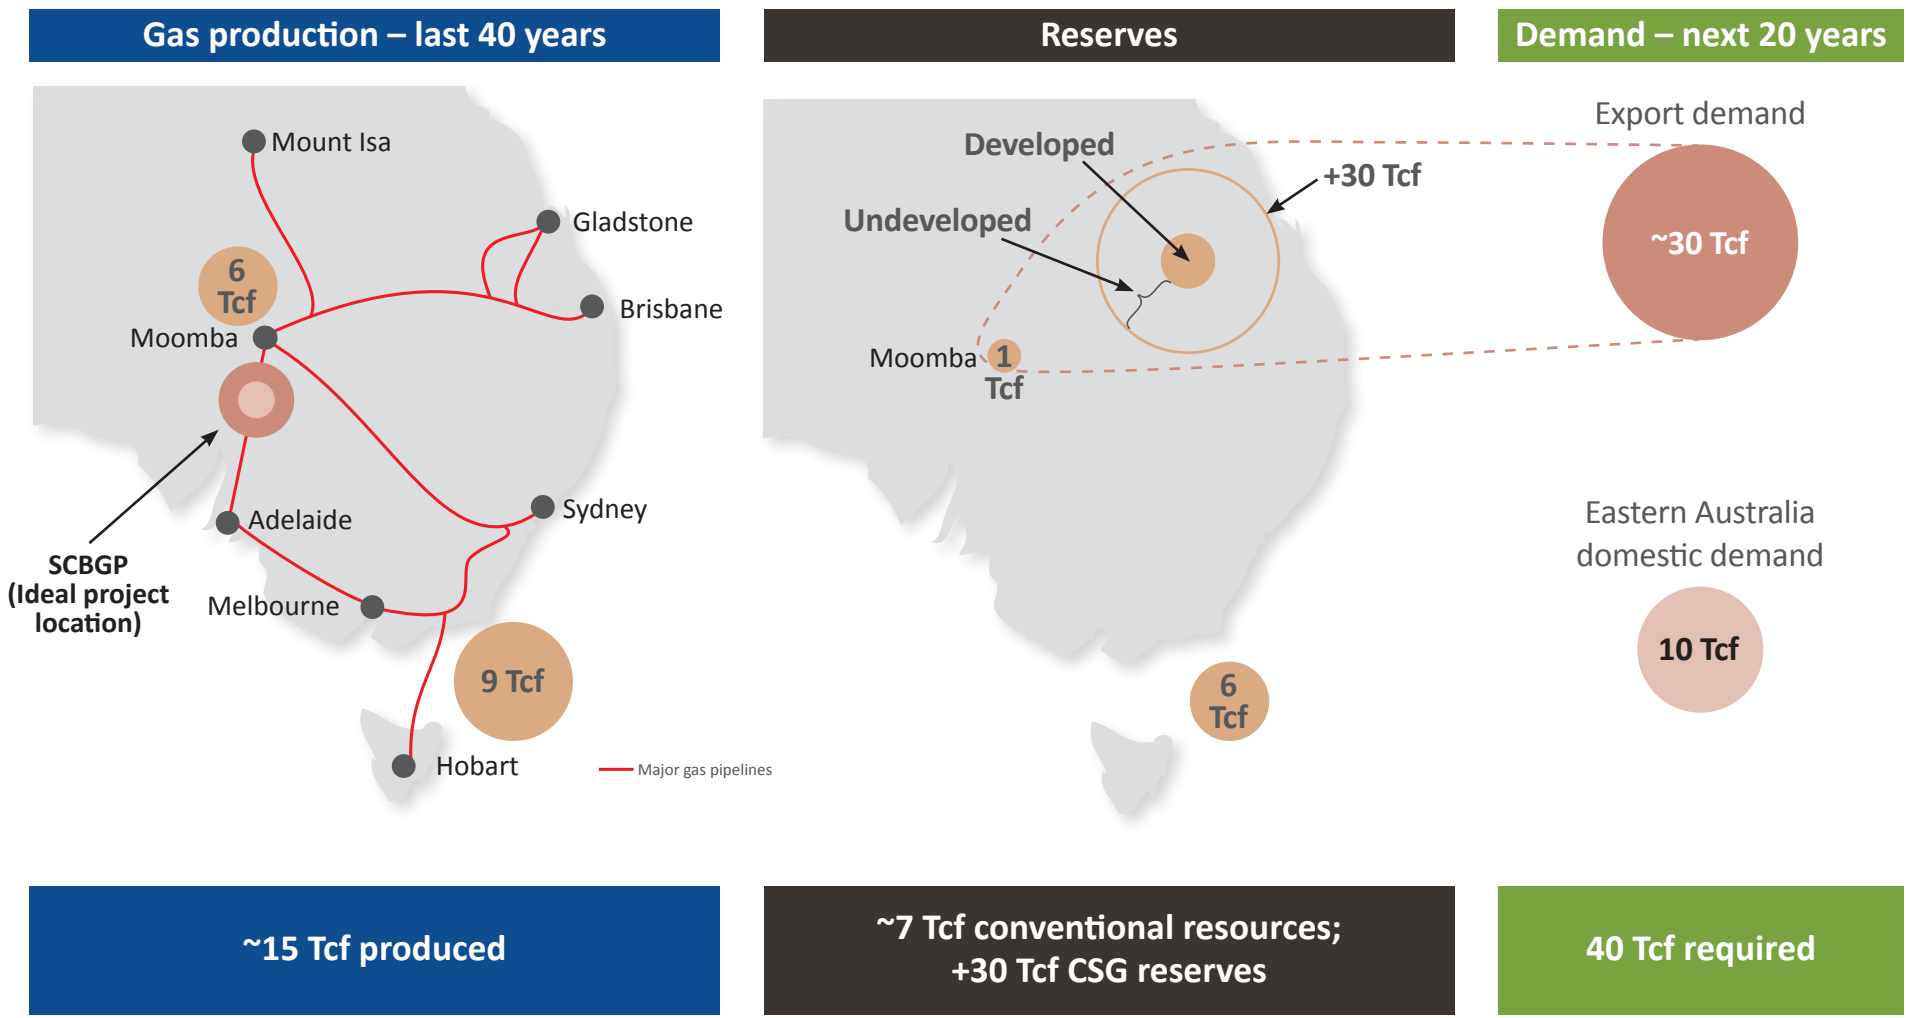 Gas production – last 40 years
Mount Isa
Gladstone
6
Tcf
Brisbane
Moomba
Sydney
Adelaide
SCBGP
(Ideal project
location)
Melbourne
9 Tcf
Hobart
Major gas pipelines
~15 Tcf produced
Reserves
Developed
+30 Tcf
Undeveloped
Moomba
1
Tcf
6
Tcf
~7 Tcf conventional resources;
+30 Tcf CSG reserves
Demand – next 20 years
Export demand
~30 Tcf
Eastern Australia
domestic demand
10 Tcf
40 Tcf required